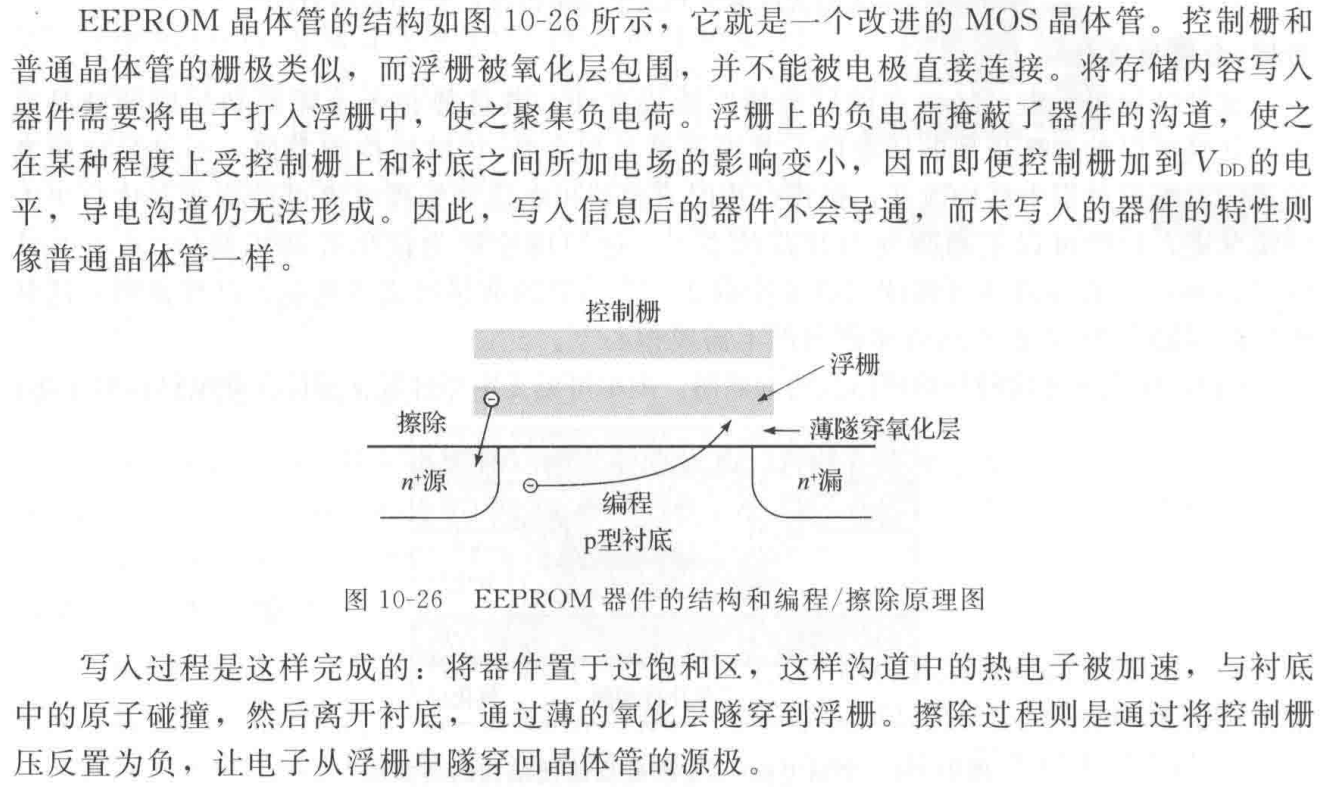 EEPROM 晶体管的结构如图 10-26 所示，它就是一个改进的 MOS 晶体管。控制栅和
普通晶体管的栅极类似，而浮栅被氧化层包围，并不能被电极直接连接。将存储内容写入
器件需要将电子打入浮栅中，使之聚集负电荷。浮栅上的负电荷掩蔽了器件的沟道，使之
在某种程度上受控制栅上和衬底之间所加电场的影响变小，因而即便控制栅加到 VDD的电
平，导电沟道仍无法形成。因此，写入信息后的器件不会导通，而未写入的器件的特性则
像普通晶体管一样。
控制栅
浮栅
擦除
薄隧穿氧化层
n+源
n+漏
编程
p型衬底
图 10-26 EEPROM 器件的结构和编程/擦除原理图
写入过程是这样完成的：将器件置于过饱和区，这样沟道中的热电子被加速，与衬底
中的原子碰撞，然后离开衬底，通过薄的氧化层隧穿到浮栅。擦除过程则是通过将控制栅
压反置为负，让电子从浮栅中隧穿回晶体管的源极。